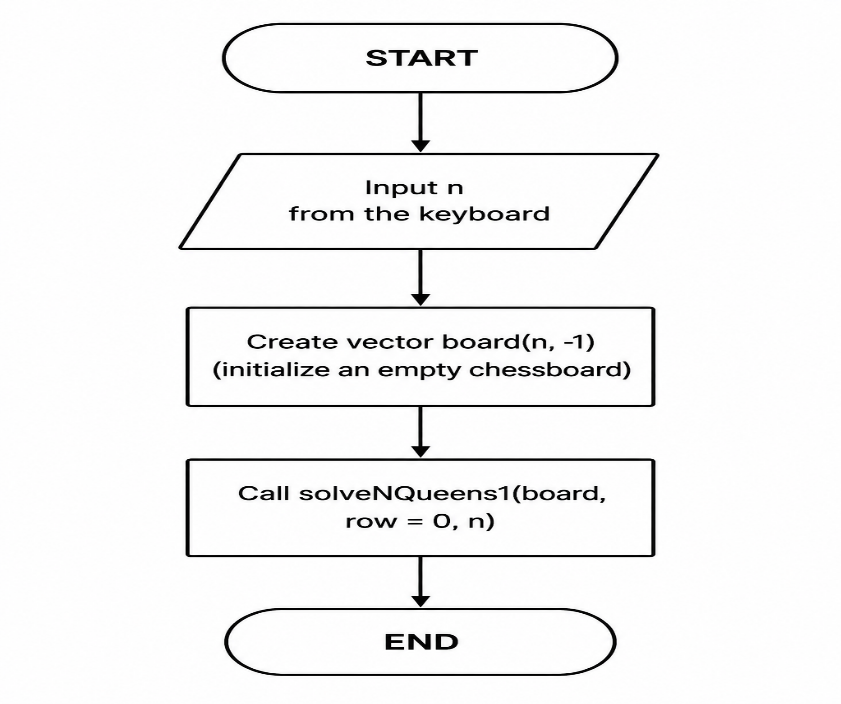 START
Input n
from the keyboard
Create vector board(n, -1)
(initialize an empty chessboard)
Call solveNQueens1(board,
row = 0, n)
END